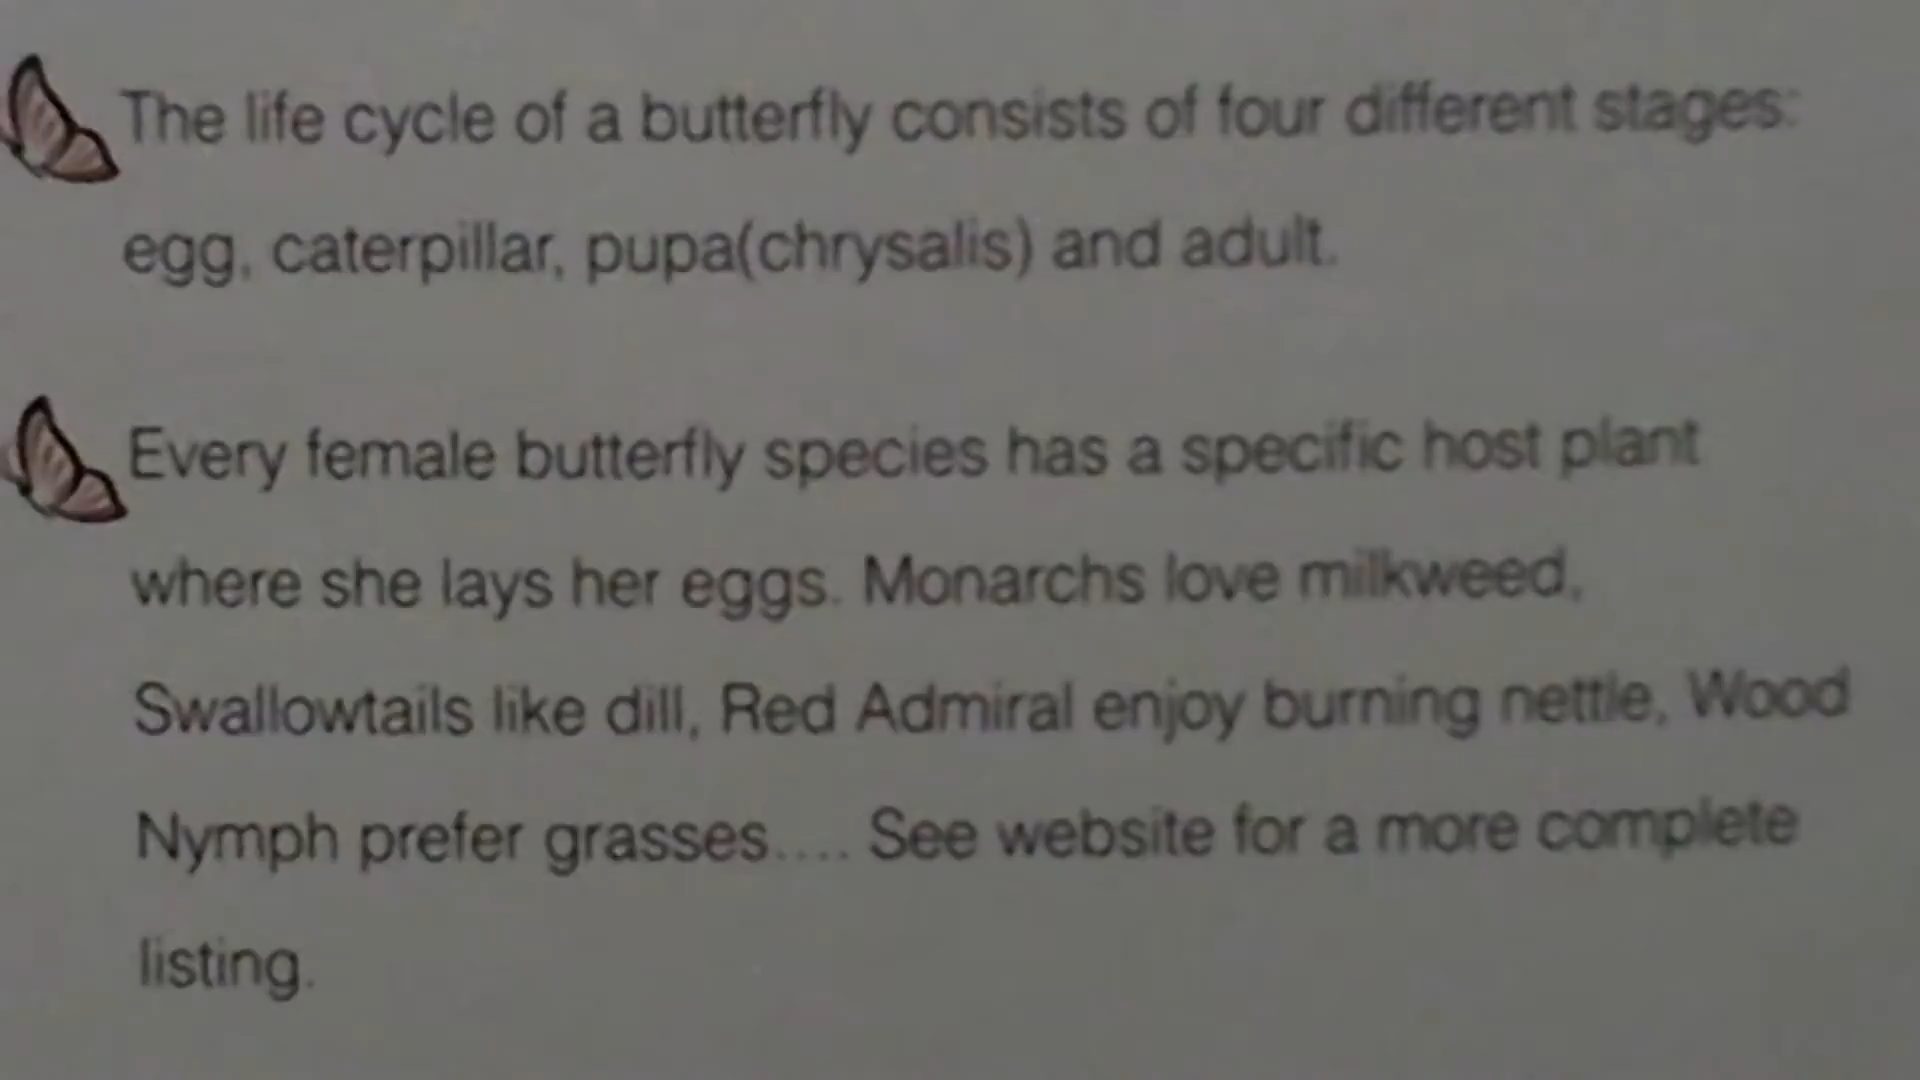 The life cycle of a butterfly consists of four different stages:
egg, caterpillar, pupa(chrysalis) and adult.
Every female butterfly species has a specific host plant
where she lays her eggs. Monarchs love milkweed,
Swallowtails like dill, Red Admiral enjoy burning nettle, Wood
Nymph prefer grasses.... See website for a more complete
listing.